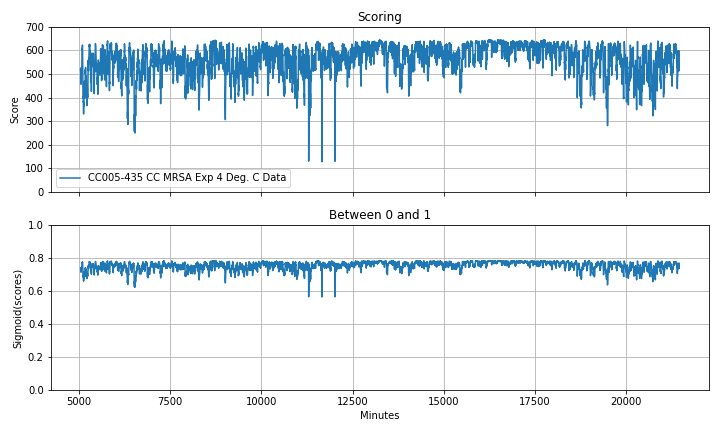 Scoring
700
600
500
400
300
200
100
0
Score
CC005-435 CC MRSA Exp 4 Deg. C Data
Between 0 and 1
1.0
0.8
0.6
0.4
0.2
0.0
Sigmoid(scores)
5000 7500 10000 12500 15000 17500 20000
Minutes